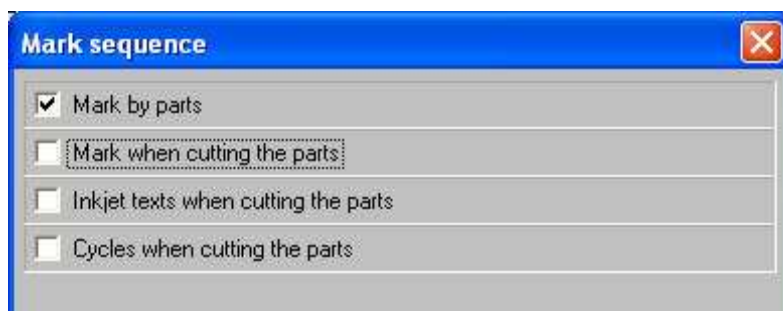 Mark sequence
Mark by parts
Mark when cutting the parts
Inkjet texts when cutting the parts
Cycles when cutting the parts